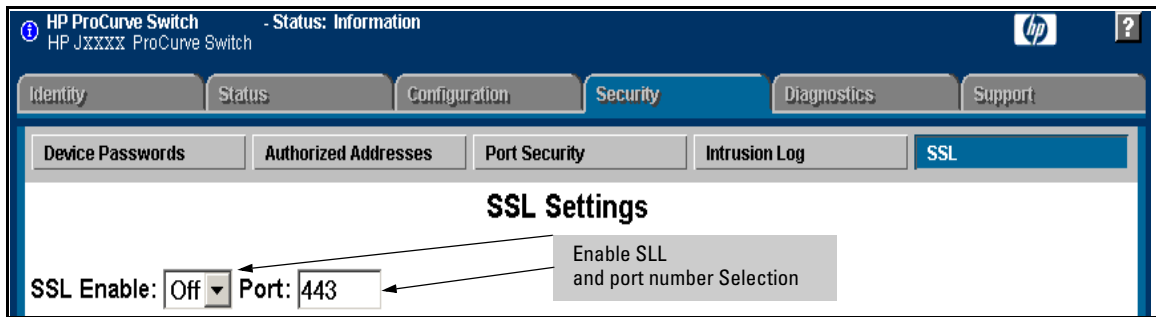 HP ProCurve Switch - Status: Information
HP JXXXX ProCurve Switch
hp ?
Identity Status Configuration Security Diagnostics Support
Device Passwords Authorized Addresses Port Security Intrusion Log SSL
SSL Settings
Enable SLL
and port number Selection
SSL Enable: Off Port: 443